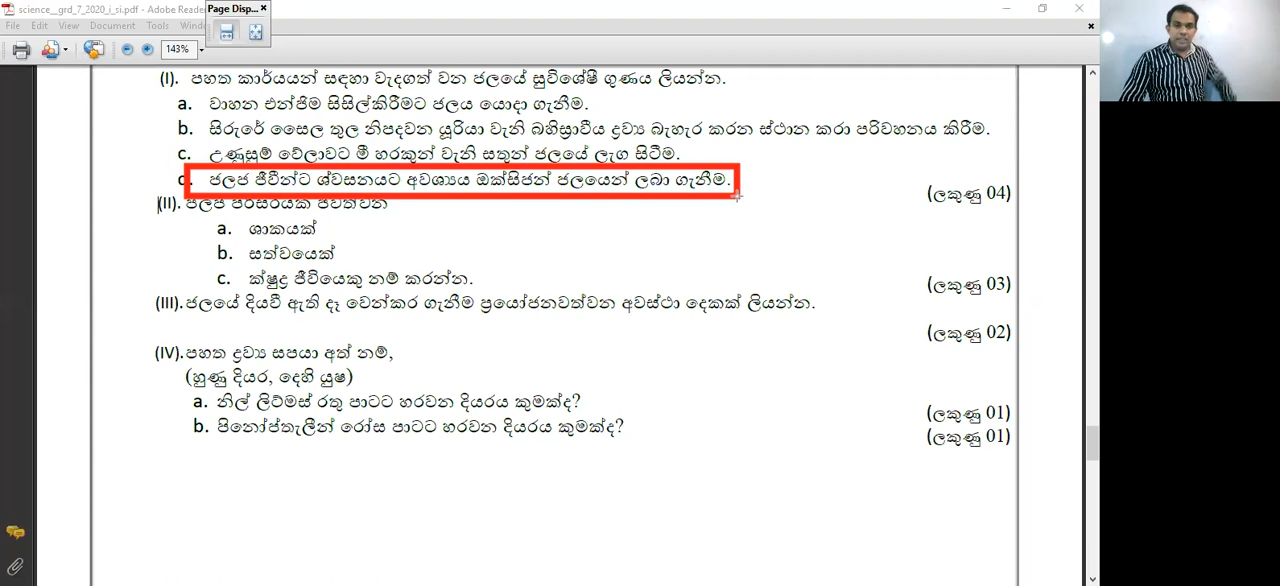 science__grd_7_2020_i_si.pdf - Adobe Reader
Page Disp...
File Edit View Document Tools Window
143%
(I). පහත කාර්යයන් සඳහා වැදගත් වන ජලයේ සුවිශේෂී ගුණය ලියන්න.
a. වාහන එන්ජිම සිසිල්කිරීමට ජලය යොදා ගැනීම.
b. සිරුරේ සෛල තුල නිපදවන යූරියා වැනි බහිස්‍රාවීය ද්‍රව්‍ය බැහැර කරන ස්ථාන කරා පරිවහනය කිරීම.
c. උණුසුම් වේලාවට මී හරකුන් වැනි සතුන් ජලයේ ලැග සිටීම.
ජලජ ජීවීන්ට ශ්වසනයට අවශ්‍යය ඔක්සිජන් ජලයෙන් ලබා ගැනීම.
(ලකුණු 04)
(II). ජලජ පරිසරයක ජීවත්වන
a. ශාකයක්
b. සත්වයෙක්
c. ක්ෂුද්‍ර ජීවියෙකු නම් කරන්න.
(ලකුණු 03)
(III). ජලයේ දියවී ඇති දෑ වෙන්කර ගැනීම ප්‍රයෝජනවත්වන අවස්ථා දෙකක් ලියන්න.
(ලකුණු 02)
(IV). පහත ද්‍රව්‍ය සපයා අත් නම්,
(හුණු දියර, දෙහි යුෂ)
a. නිල් ලිට්මස් රතු පාටට හරවන දියරය කුමක්ද?
(ලකුණු 01)
b. පිනෝප්තැලීන් රෝස පාටට හරවන දියරය කුමක්ද?
(ලකුණු 01)